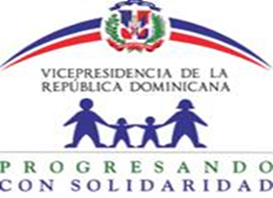 VICEPRESIDENCIA DE LA
REPÚBLICA DOMINICANA
PROGRESANDO
CON SOLIDARIDAD